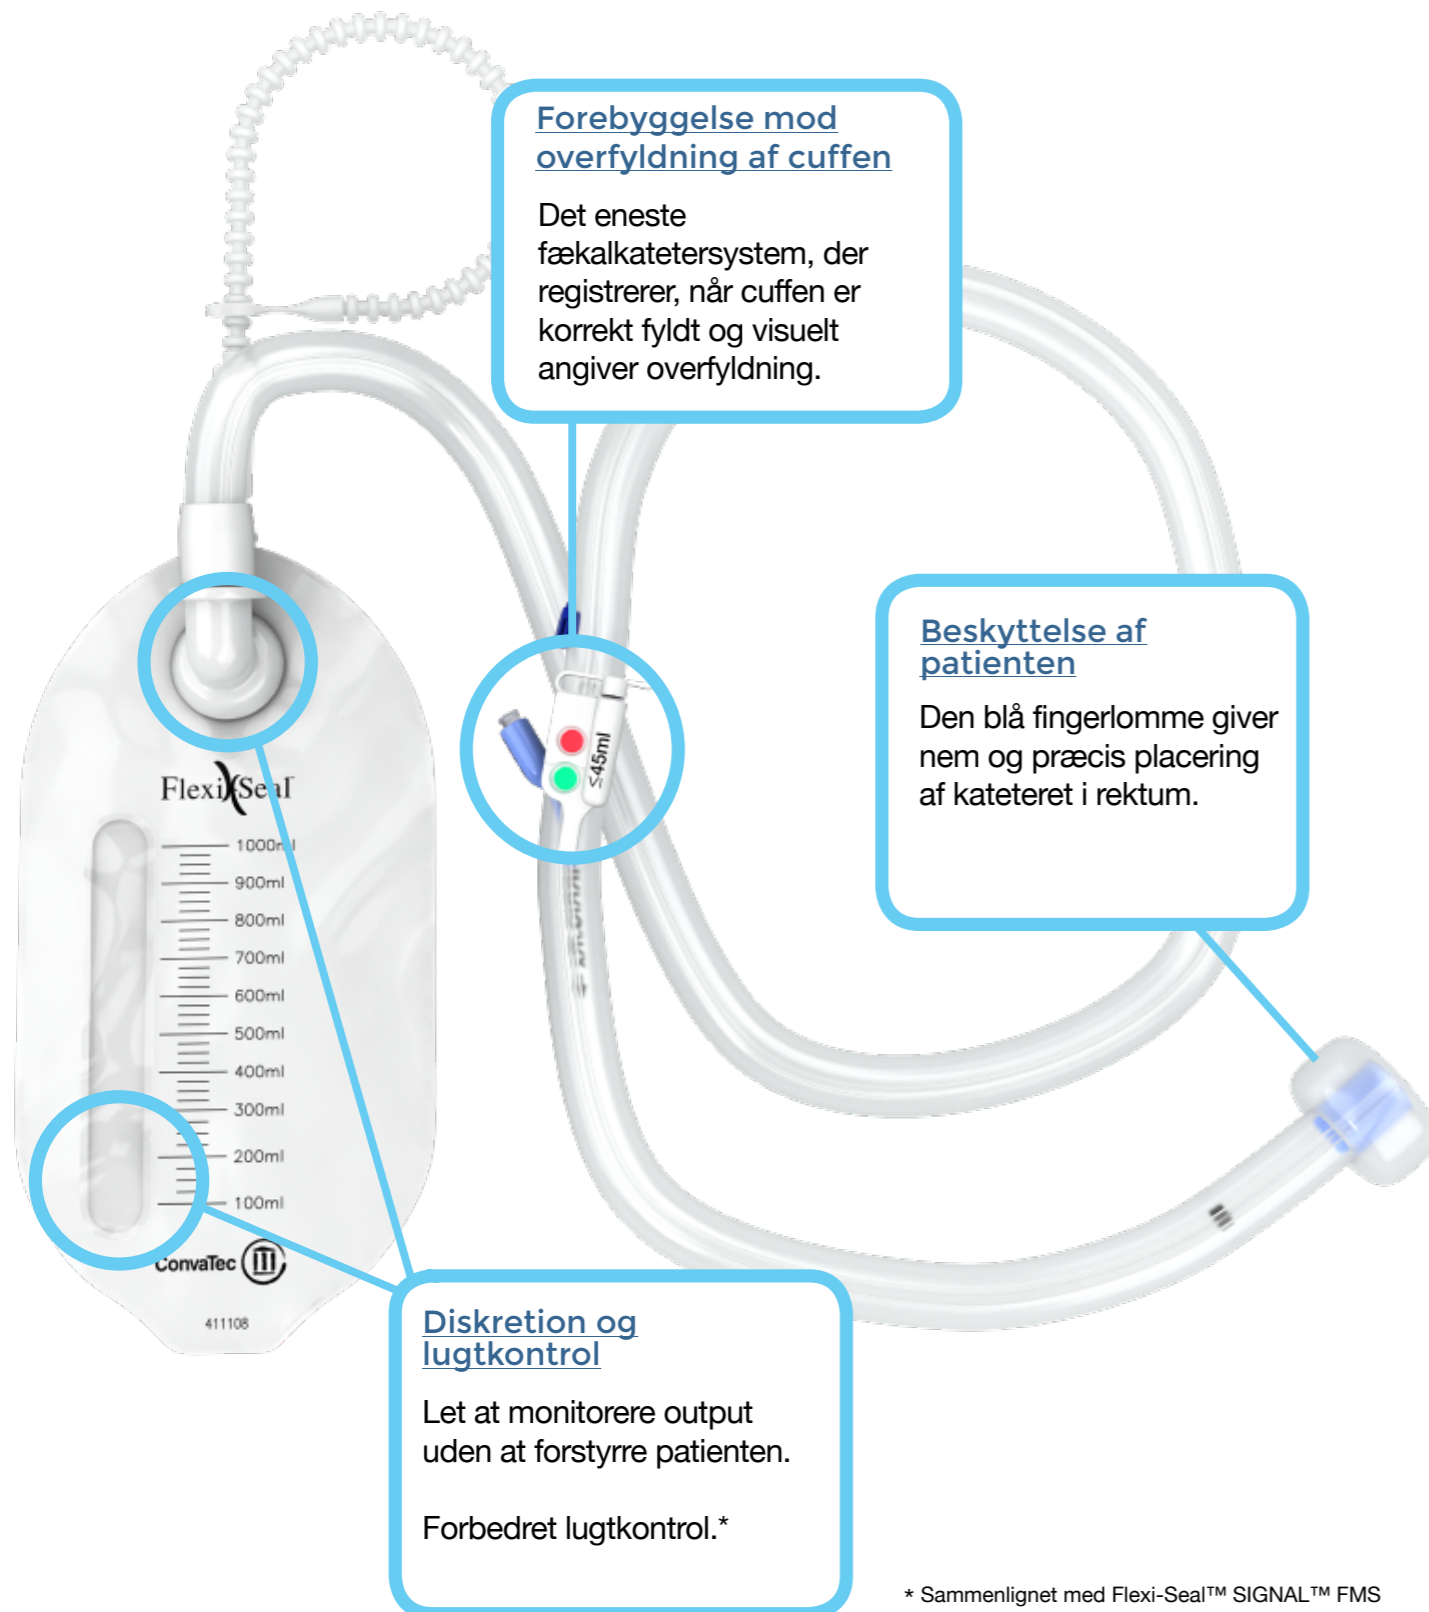 Forebyggelse mod
overfyldning af cuffen
Det eneste
fækalkatetersystem, der
registrerer, når cuffen er
korrekt fyldt og visuelt
angiver overfyldning.
Beskyttelse af
patienten
Den blå fingerlomme giver
nem og præcis placering
af kateteret i rektum.
≤45ml
Flexi-Seal™
1000ml
900ml
800ml
700ml
600ml
500ml
400ml
300ml
200ml
100ml
ConvaTec
411108
Diskretion og
lugtkontrol
Let at monitorere output
uden at forstyrre patienten.
Forbedret lugtkontrol.*
* Sammenlignet med Flexi-Seal™ SIGNAL™ FMS